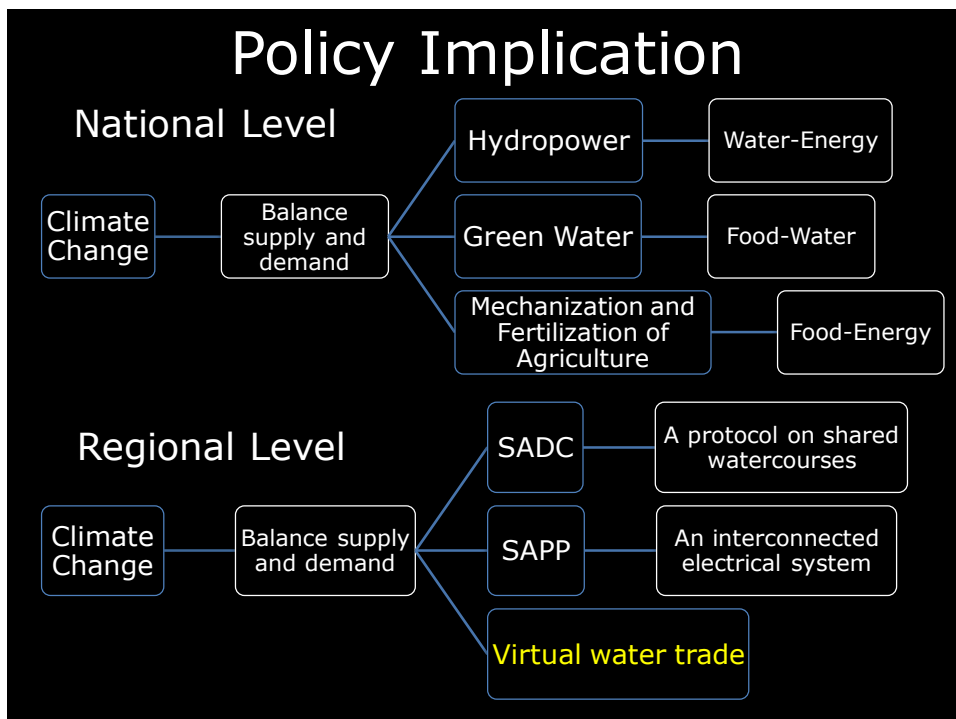 Policy Implication
National Level
Climate
Change
Balance
supply and
demand
Hydropower
Water-Energy
Green Water
Food-Water
Mechanization and
Fertilization of
Agriculture
Food-Energy
Regional Level
Climate
Change
Balance supply
and demand
SADC
A protocol on shared
watercourses
SAPP
An interconnected
electrical system
Virtual water trade